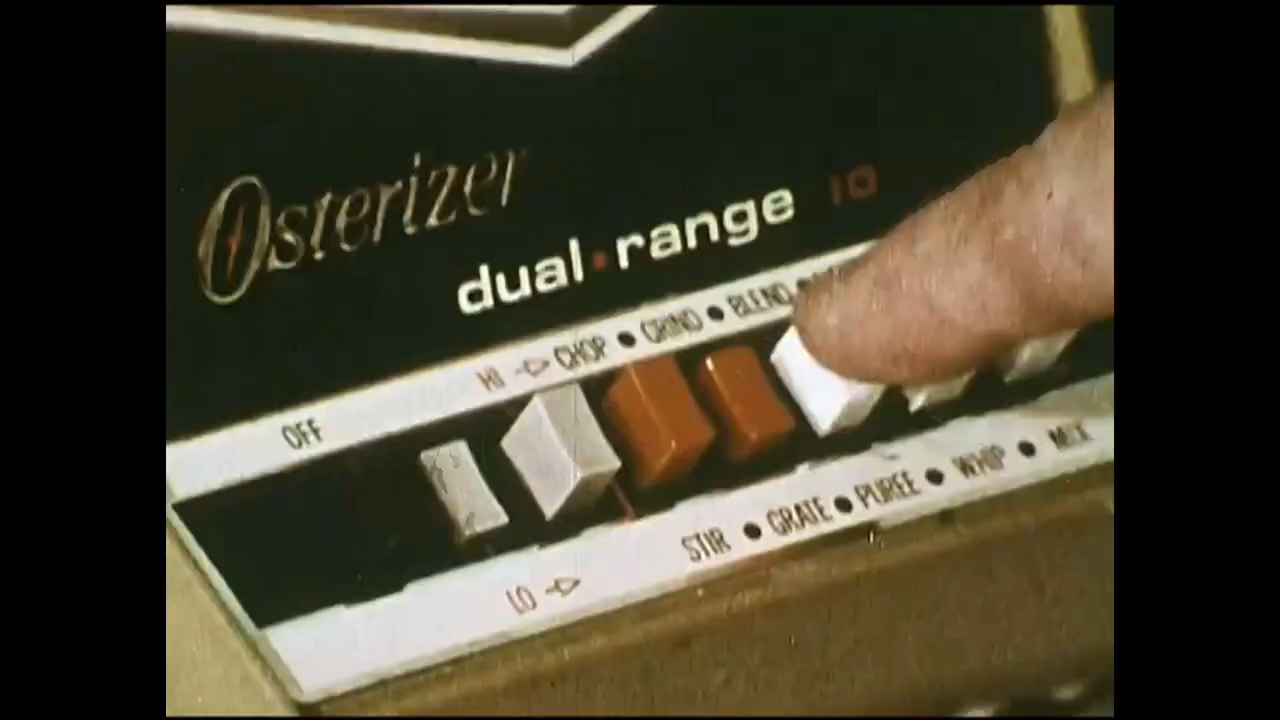 Osterizer
dual·range 10
OFF HI ⇨ CHOP ● GRIND ● BLEND ●
LO ⇨ STIR ● GRATE ● PUREE ● WHIP ● MIX